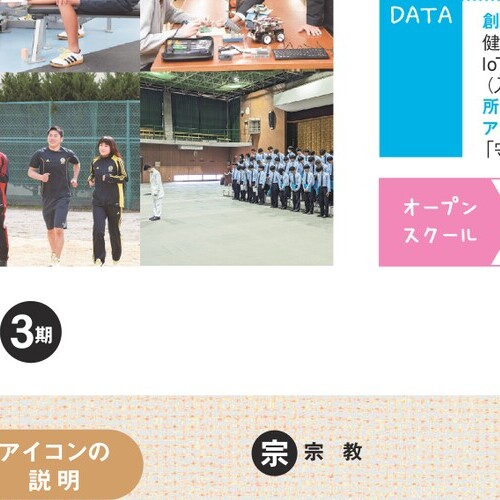 DATA
創
健
IoT
（入
所
ア
「守
オープン
スクール
3期
アイコンの
説明
宗 宗 教